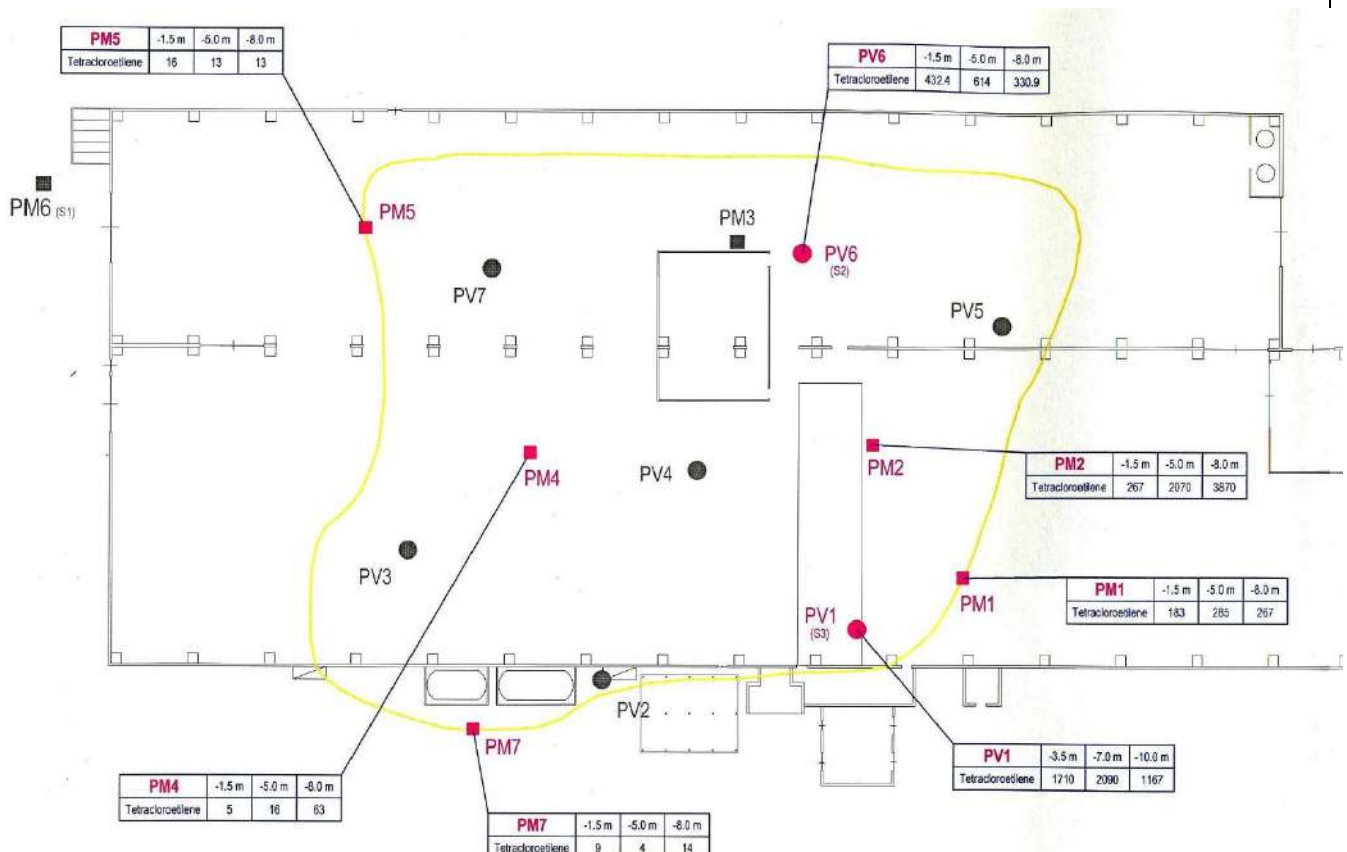 PM5 -1.5 m -5.0 m -8.0 m
Tetracloroetilene 16 13 13
PV6 -1.5 m -5.0 m -8.0 m
Tetracloroetilene 432.4 614 330.9
PM6 (S1)
PM5
PM3
PV6
(S2)
PV7
PV5
PM4
PV4
PM2
PM2 -1.5 m -5.0 m -8.0 m
Tetracloroetilene 267 2070 3870
PV3
PM1
PM1 -1.5 m -5.0 m -8.0 m
Tetracloroetilene 183 285 267
PV1
(S3)
PV2
PM7
PV1 -3.5 m -7.0 m -10.0 m
Tetracloroetilene 1710 2090 1167
PM4 -1.5 m -5.0 m -8.0 m
Tetracloroetilene 5 16 63
PM7 -1.5 m -5.0 m -8.0 m
Tetracloroetilene 9 4 14